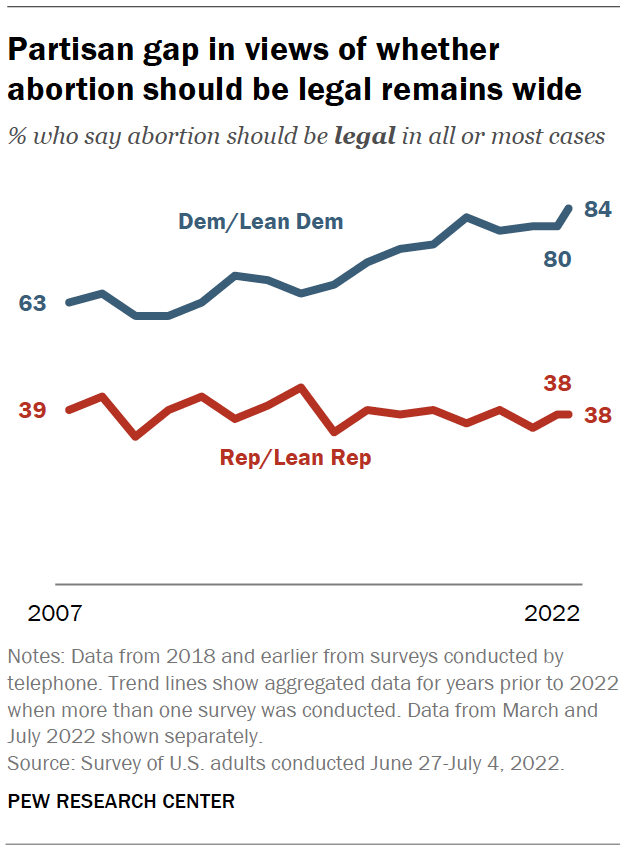 Partisan gap in views of whether
abortion should be legal remains wide
% who say abortion should be legal in all or most cases
Dem/Lean Dem
84
80
63
38
39
38
Rep/Lean Rep
2007
2022
Notes: Data from 2018 and earlier from surveys conducted by
telephone. Trend lines show aggregated data for years prior to 2022
when more than one survey was conducted. Data from March and
July 2022 shown separately.
Source: Survey of U.S. adults conducted June 27-July 4, 2022.
PEW RESEARCH CENTER